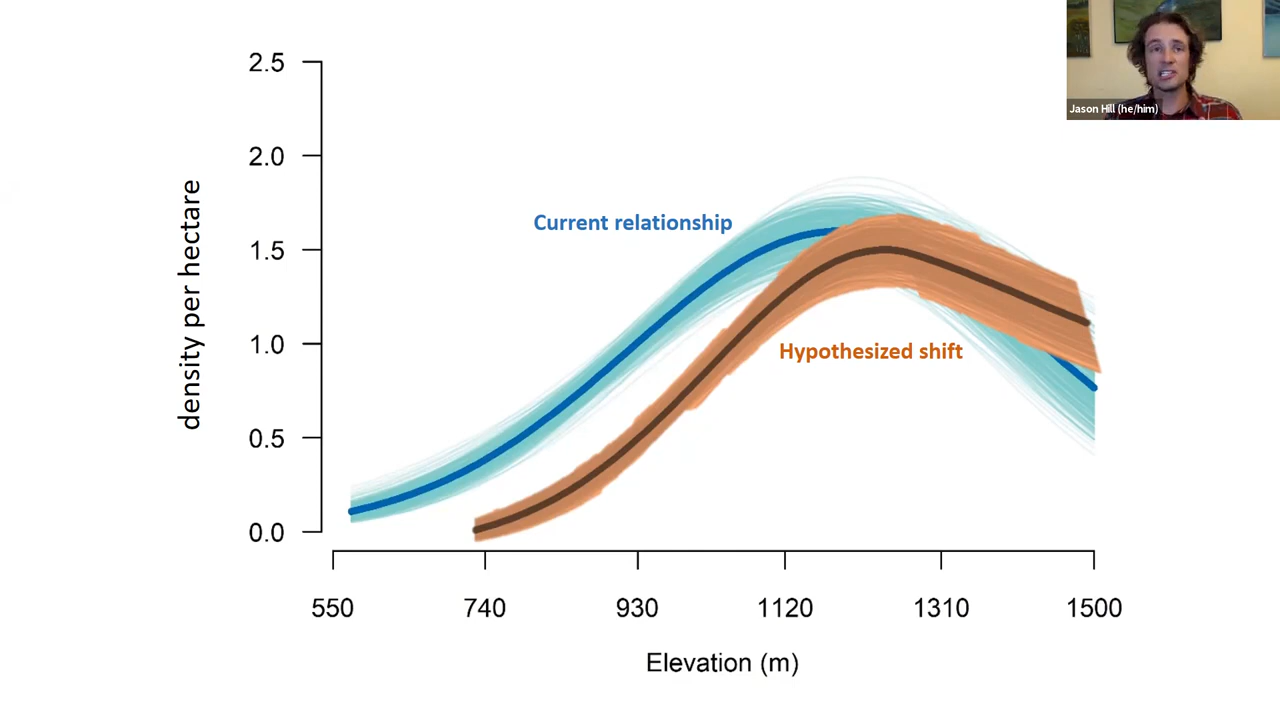 Jason Hill (he/him)
2.5
2.0
1.5
1.0
0.5
0.0
density per hectare
Current relationship
Hypothesized shift
550 740 930 1120 1310 1500
Elevation (m)